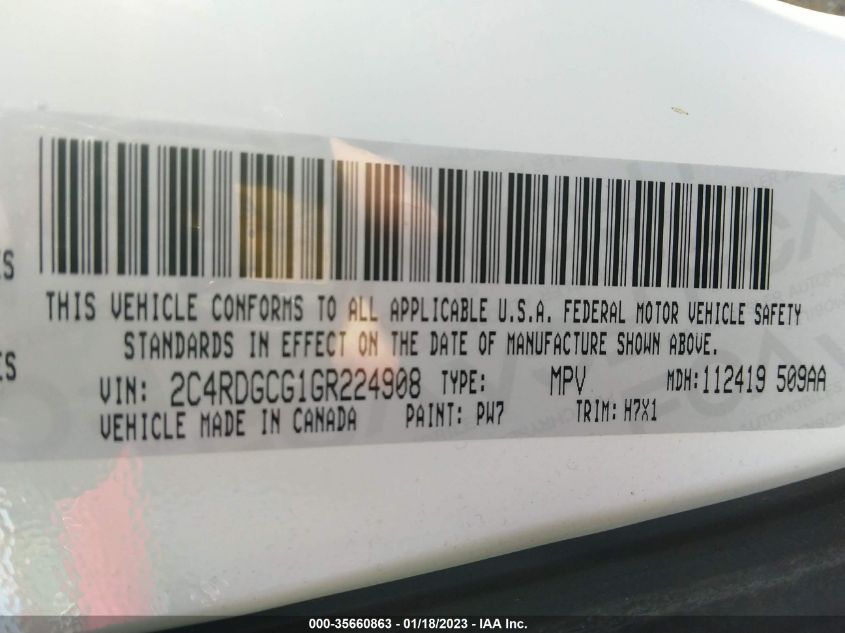 THIS VEHICLE CONFORMS TO ALL APPLICABLE U.S.A. FEDERAL MOTOR VEHICLE SAFETY
STANDARDS IN EFFECT ON THE DATE OF MANUFACTURE SHOWN ABOVE.
VIN: 2C4RDGCG1GR224908 TYPE: MPV MDH:112419 509AA
VEHICLE MADE IN CANADA PAINT: PW7 TRIM: H7X1
000-35660863 - 01/18/2023 - IAA Inc.